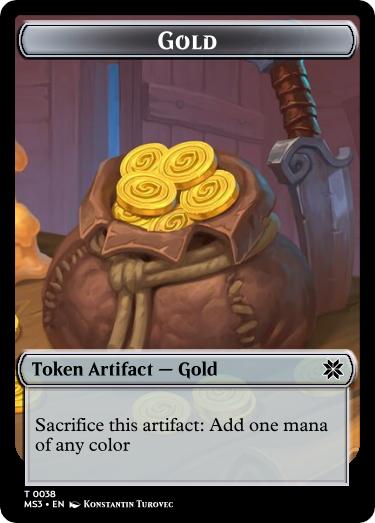 Gold
Token Artifact — Gold
Sacrifice this artifact: Add one mana
of any color
T 0038
MS3 • EN Konstantin Turovec